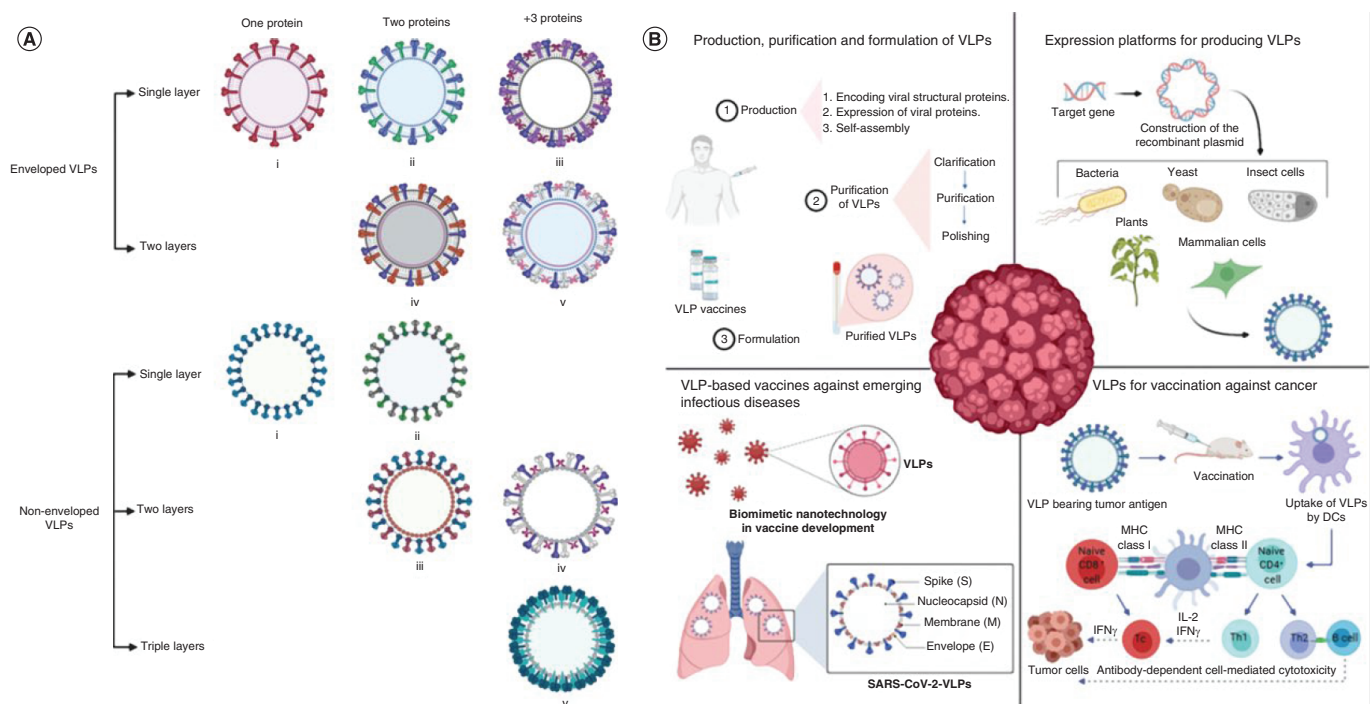 A
One protein
Two proteins
+3 proteins
Enveloped VLPs
Single layer
i
ii
iii
Two layers
iv
v
Non-enveloped
VLPs
Single layer
i
ii
Two layers
iii
iv
Triple layers
v
B
Production, purification and formulation of VLPs
1 Production
1. Encoding viral structural proteins.
2. Expression of viral proteins.
3. Self-assembly
2 Purification
of VLPs
Clarification
Purification
Polishing
VLP vaccines
3 Formulation
Purified VLPs
Expression platforms for producing VLPs
Target gene
Construction of the
recombinant plasmid
Bacteria
Yeast
Insect cells
Plants
Mammalian cells
VLP-based vaccines against emerging
infectious diseases
VLPs
Biomimetic nanotechnology
in vaccine development
Spike (S)
Nucleocapsid (N)
Membrane (M)
Envelope (E)
SARS-CoV-2-VLPs
VLPs for vaccination against cancer
VLP bearing tumor antigen
Vaccination
Uptake of VLPs
by DCs
Naive
CD8+
cell
MHC
class I
MHC
class II
Naive
CD4+
cell
IFNγ
Tc
IL-2
IFNγ
Th1
Th2
B cell
Tumor cells
Antibody-dependent cell-mediated cytotoxicity